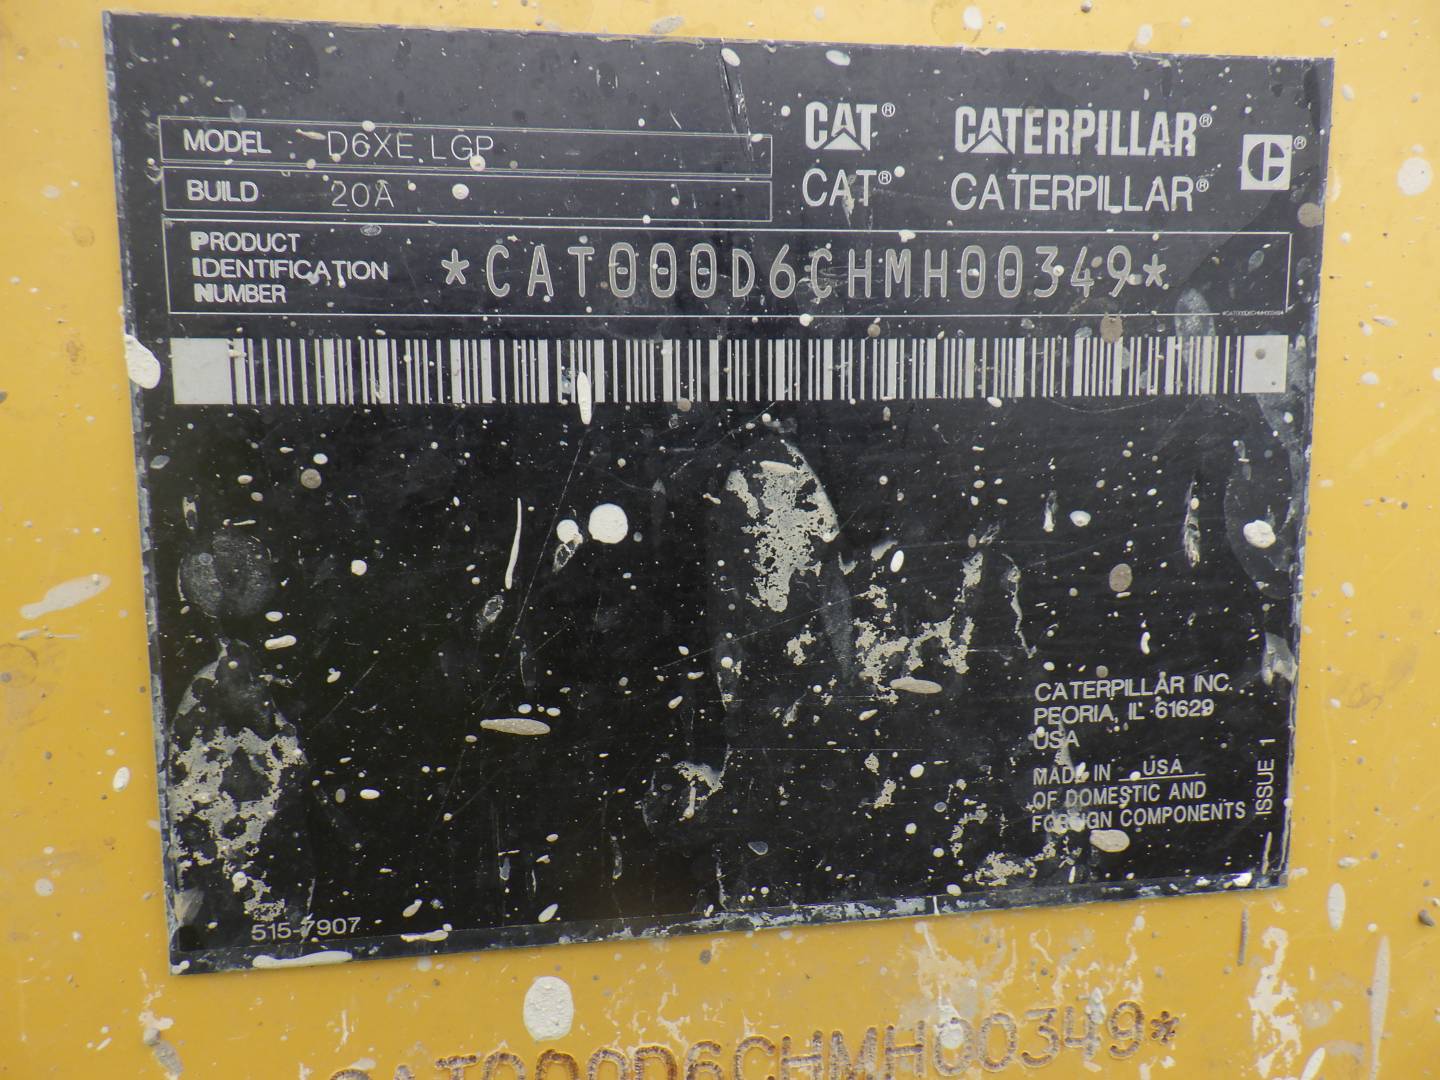 MODEL D6XE LGP
BUILD 20A
CAT® CATERPILLAR®
CAT® CATERPILLAR®
PRODUCT
IDENTIFICATION
NUMBER
*CAT000D6CHMH00349*
CATERPILLAR INC.
PEORIA, IL 61629
USA
MADE IN USA
OF DOMESTIC AND
FOREIGN COMPONENTS
ISSUE 1
515-7907
CAT000D6CHMH00349*